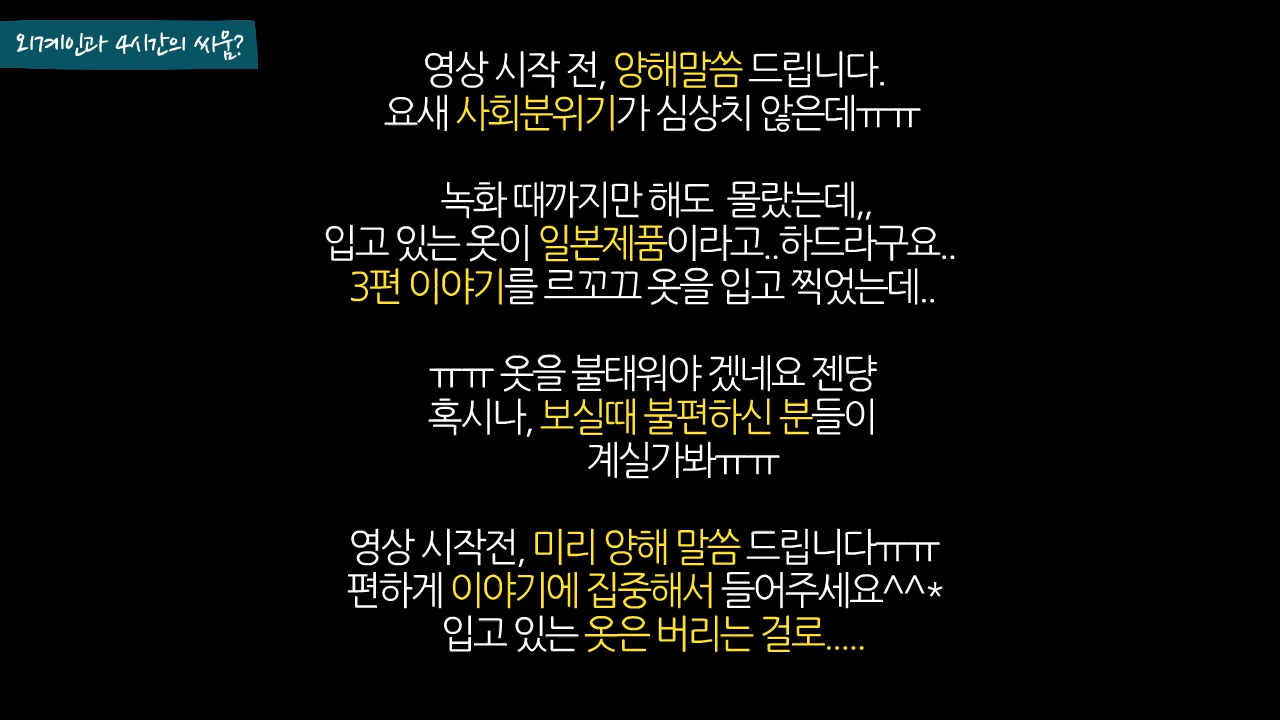 외계인과 4시간의 싸움?
영상 시작 전, 양해말씀 드립니다.
요새 사회분위기가 심상치 않은데ㅠㅠ
녹화 때까지만 해도 몰랐는데,,
입고 있는 옷이 일본제품이라고..하드라구요..
3편 이야기를 르꼬끄 옷을 입고 찍었는데..
ㅠㅠ 옷을 불태워야 겠네요 젠댱
혹시나, 보실때 불편하신 분들이
계실가봐ㅠㅠ
영상 시작전, 미리 양해 말씀 드립니다ㅠㅠ
편하게 이야기에 집중해서 들어주세요^^*
입고 있는 옷은 버리는 걸로.....